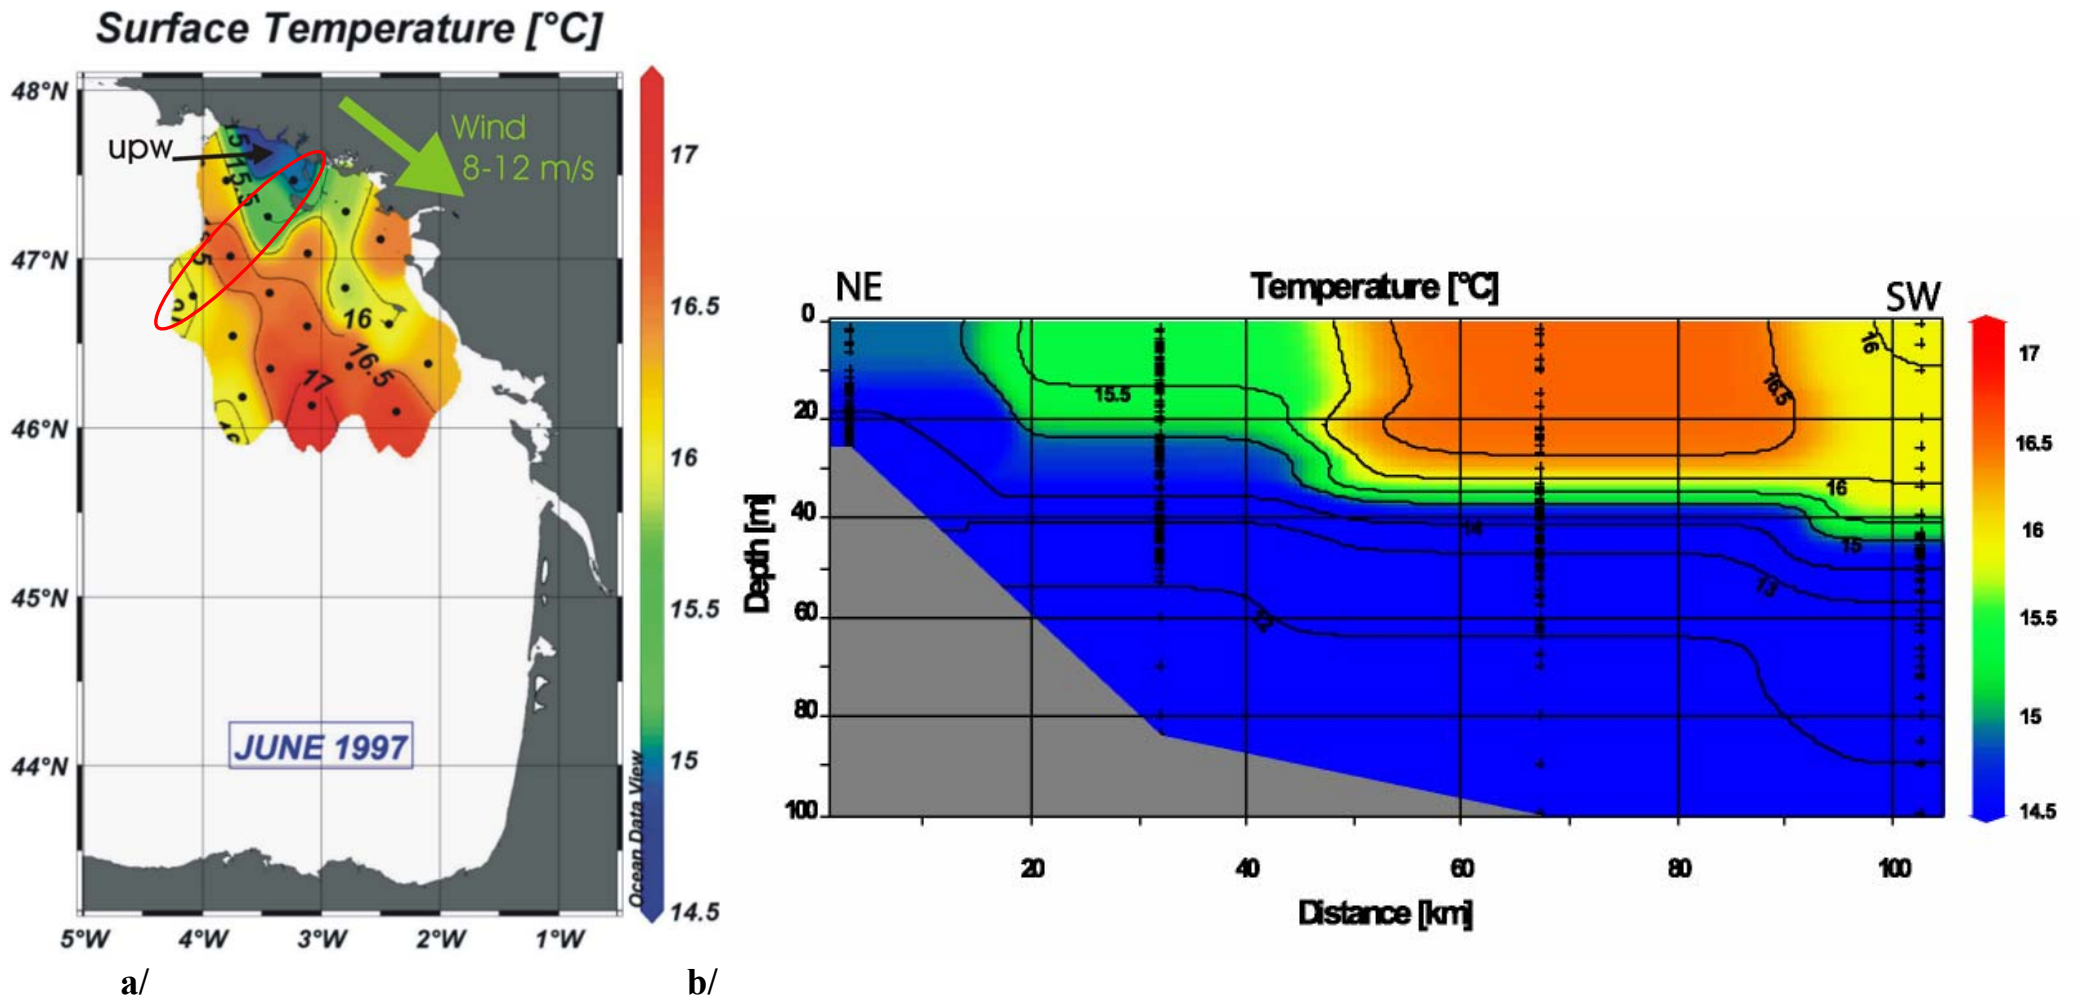 Surface Temperature [°C]
48°N
47°N
46°N
45°N
44°N
5°W
4°W
3°W
2°W
1°W
upw
Wind
8-12 m/s
15
15.5
16
16.5
17
JUNE 1997
Ocean Data View
17
16.5
16
15.5
15
14.5
a/
NE
Temperature [°C]
SW
0
20
40
60
80
100
Depth [m]
15.5
16.5
16
16
15
14
13
12
20
40
60
80
100
Distance [km]
17
16.5
16
15.5
15
14.5
b/